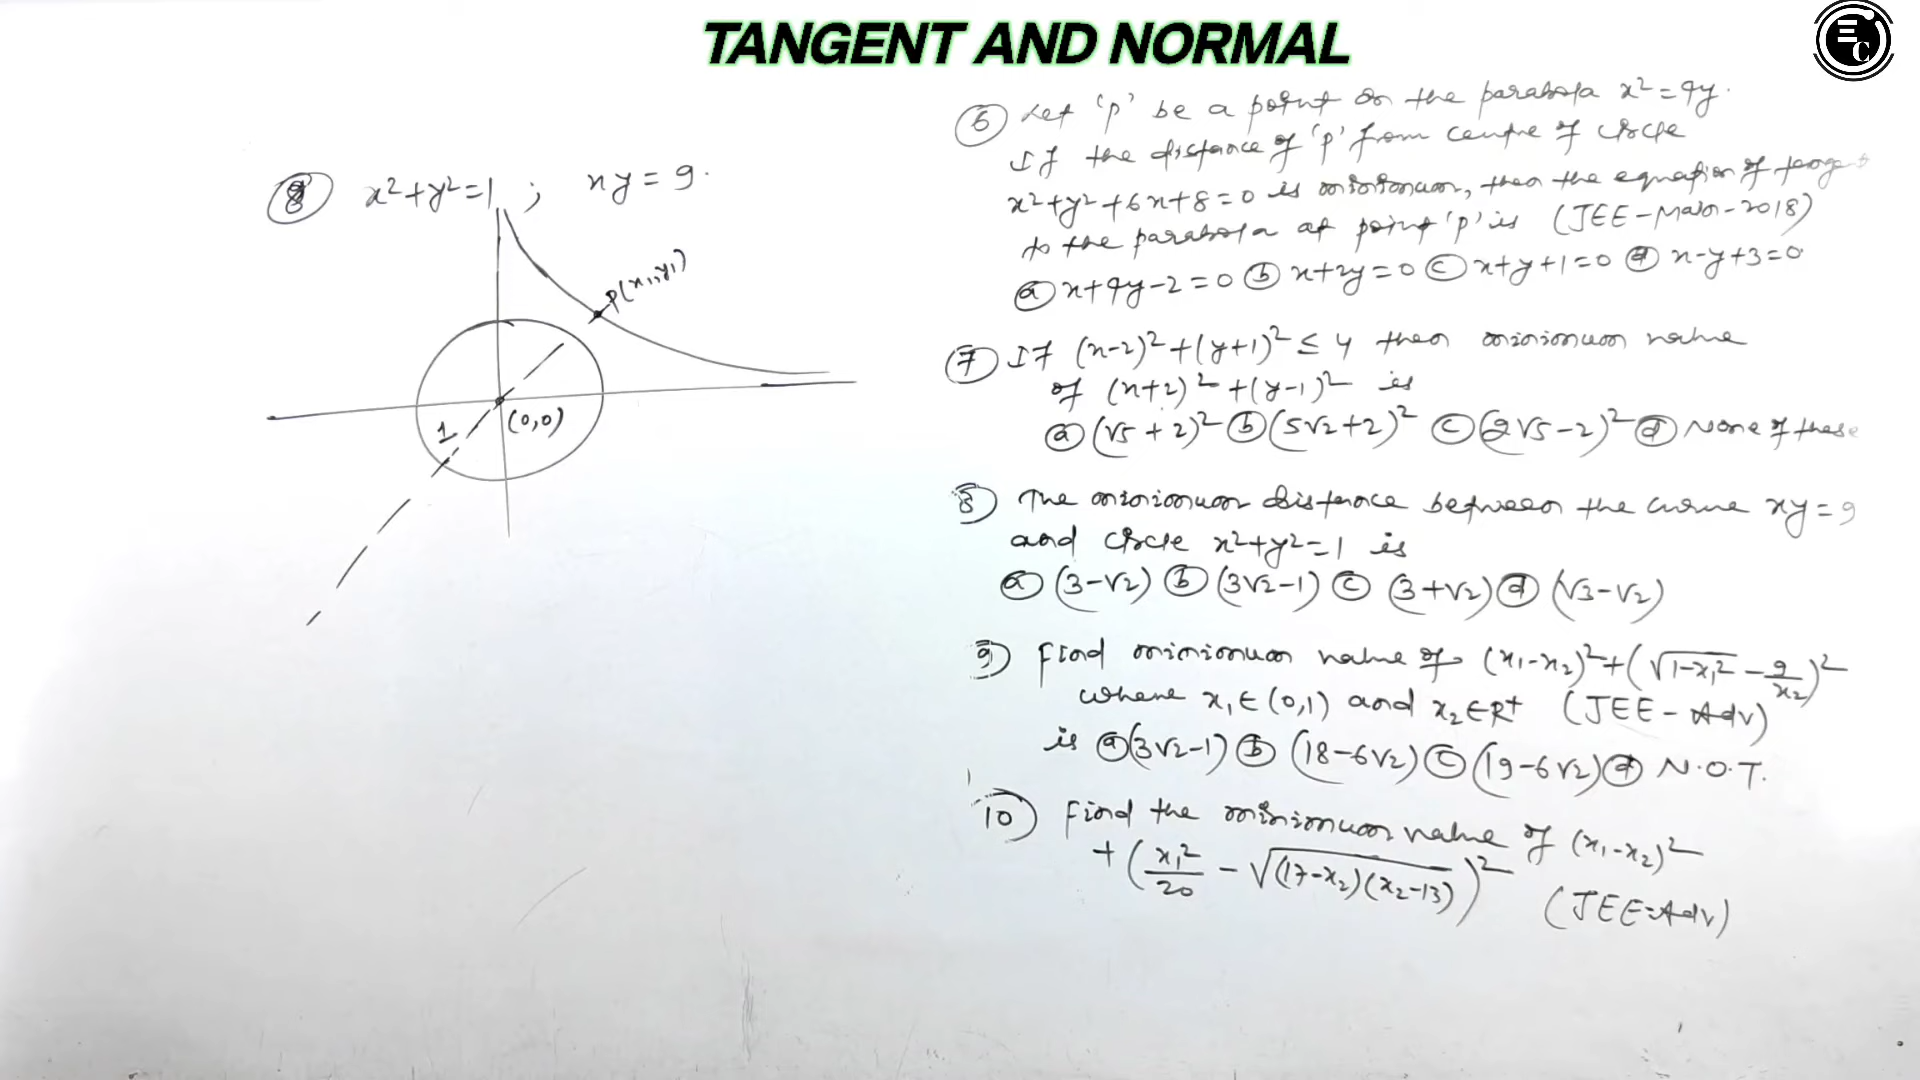 TANGENT AND NORMAL
EC
⑧ x²+y²=1 ; xy = 9.
P(x₁,y₁)
1 (0,0)
⑥ Let 'p' be a point on the parabola x² = 4y.
If the distance of 'p' from centre of circle
x²+y²+6x+8=0 is minimum, then the equation of tangent
to the parabola at point 'p' is (JEE-Main-2018)
ⓐ x+4y-2=0 ⓑ x+2y=0 ⓒ x+y+1=0 ⓓ x-y+3=0
⑦ If (x-2)²+(y+1)² ≤ 4 then minimum value
of (x+2)²+(y-1)² is
ⓐ (√5+2)² ⓑ (5√2+2)² ⓒ (2√5-2)² ⓓ None of these
⑧ The minimum distance between the curve xy = 9
and circle x²+y²=1 is
ⓐ (3-√2) ⓑ (3√2-1) ⓒ (3+√2) ⓓ (√3-√2)
⑨ Find minimum value of (x₁-x₂)²+(√1-x₁² - 9/x₂)²
where x₁∈(0,1) and x₂∈R⁺ (JEE-Adv)
is ⓐ (3√2-1) ⓑ (18-6√2) ⓒ (19-6√2) ⓓ N.O.T.
⑩ Find the minimum value of (x₁-x₂)²
+ (x₁²/20 - √(17-x₂)(x₂-13))² (JEE-Adv)